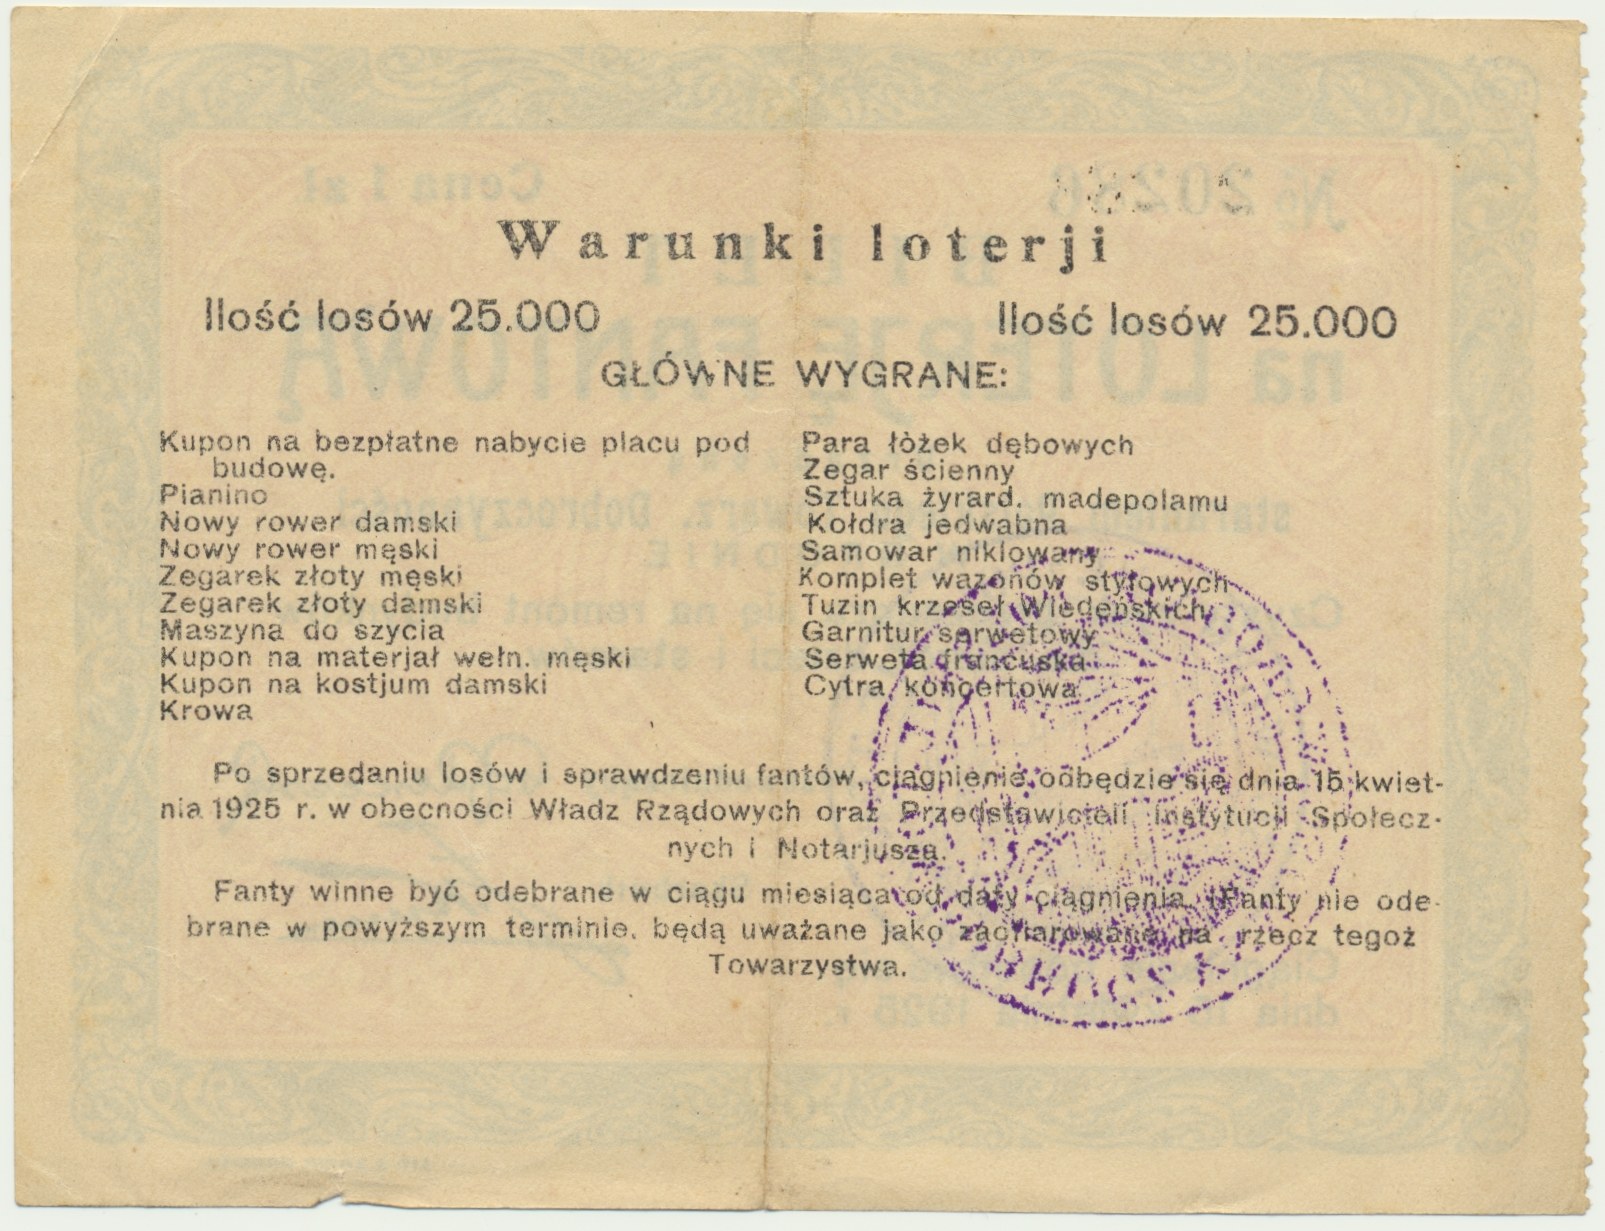 Warunki loterji
Ilość losów 25.000
Ilość losów 25.000
GŁÓWNE WYGRANE:
Kupon na bezpłatne nabycie placu pod
budowę.
Pianino
Nowy rower damski
Nowy rower męski
Zegarek złoty męski
Zegarek złoty damski
Maszyna do szycia
Kupon na materjał wełn. męski
Kupon na kostjum damski
Krowa
Para łóżek dębowych
Zegar ścienny
Sztuka żyrard. madepolamu
Kołdra jedwabna
Samowar niklowany
Komplet wazonów stylowych
Tuzin krzeseł Wiedeńskich
Garnitur serwetowy
Serweta francuska
Cytra koncertowa
Po sprzedaniu losów i sprawdzeniu fantów, ciągnienie odbędzie się dnia 15 kwiet-
nia 1925 r. w obecności Władz Rządowych oraz Przedstawicieli Instytucji Społecz-
nych i Notarjusza.
Fanty winne być odebrane w ciągu miesiąca od daty ciągnienia. Fanty nie ode-
brane w powyższym terminie, będą uważane jako zaofiarowane na rzecz tegoż
Towarzystwa.